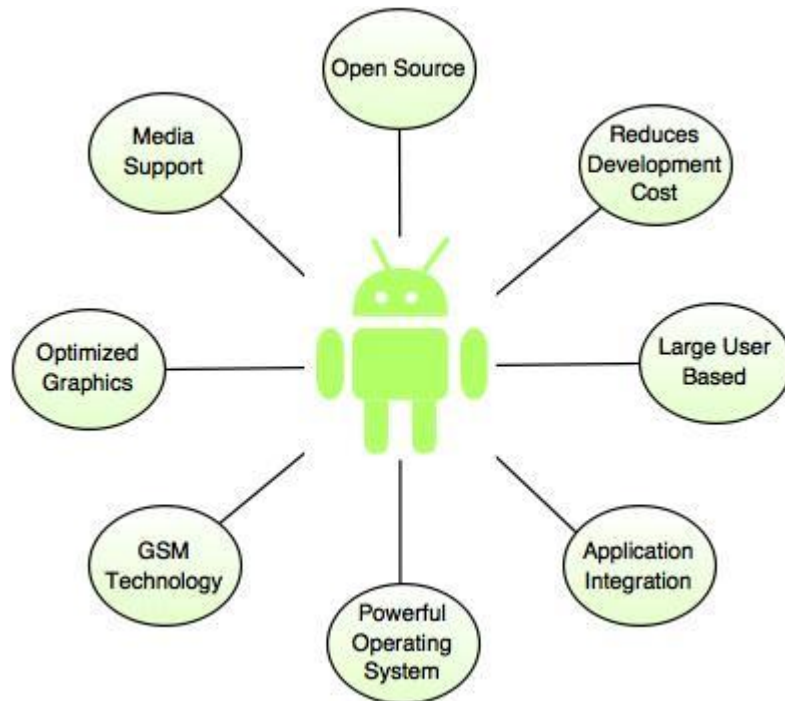 Open Source
Media
Support
Reduces
Development
Cost
Optimized
Graphics
Large User
Based
GSM
Technology
Application
Integration
Powerful
Operating
System